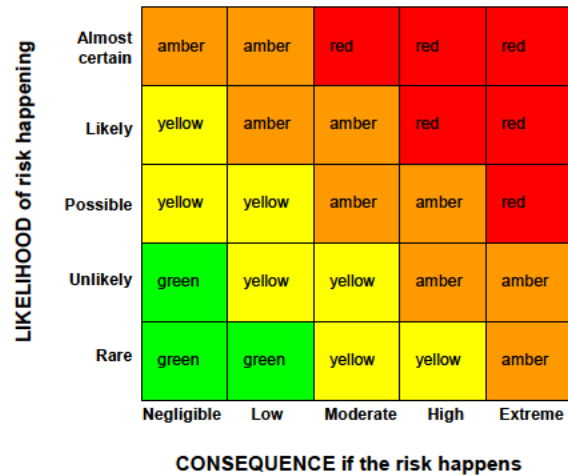 LIKELIHOOD of risk happening
Almost
certain
amber amber red red red
Likely
yellow amber amber red red
Possible
yellow yellow amber amber red
Unlikely
green yellow yellow amber amber
Rare
green green yellow yellow amber
Negligible Low Moderate High Extreme
CONSEQUENCE if the risk happens